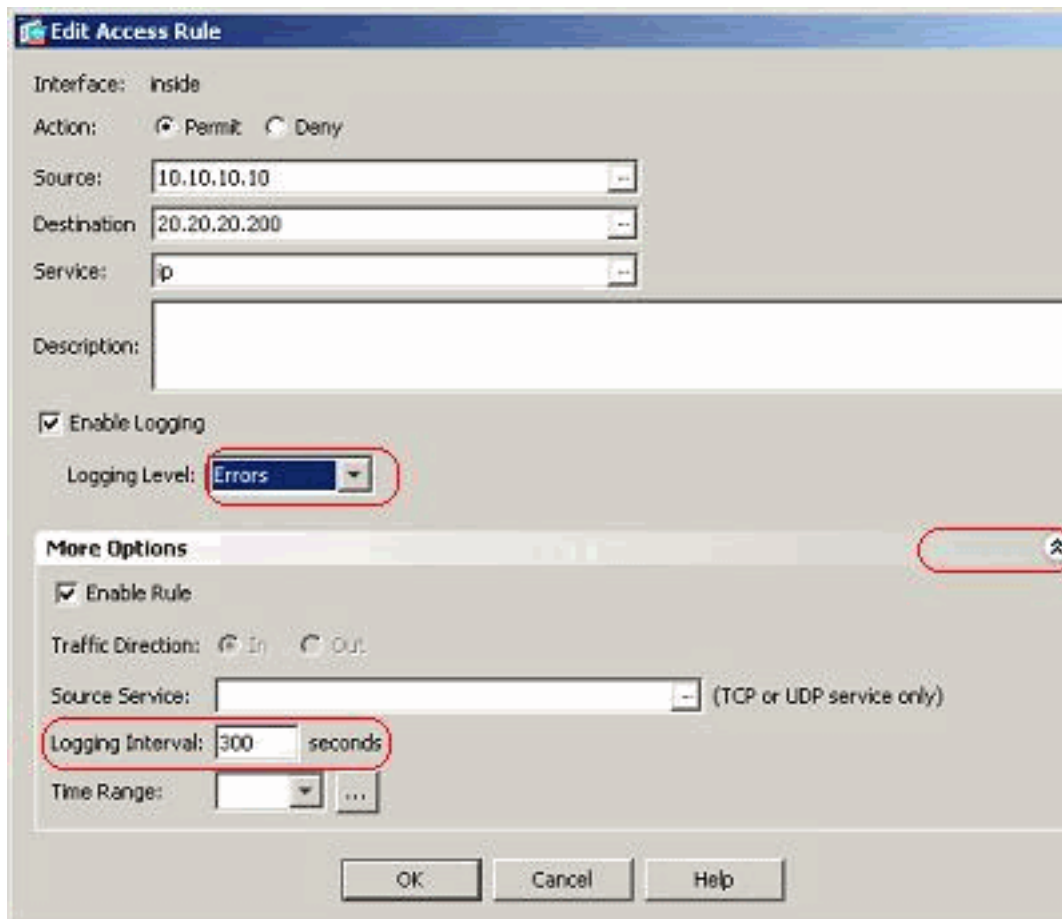 Edit Access Rule
Interface: inside
Action: Permit Deny
Source: 10.10.10.10 ...
Destination 20.20.20.200 ...
Service: ip ...
Description:
Enable Logging
Logging Level: Errors
More Options
Enable Rule
Traffic Direction: In Out
Source Service: ... (TCP or UDP service only)
Logging Interval: 300 seconds
Time Range: ...
OK Cancel Help